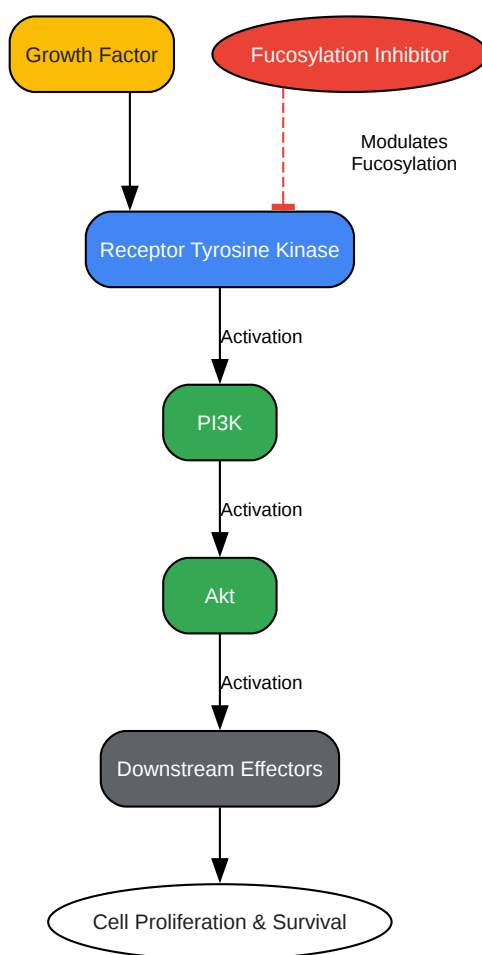 Growth Factor
Fucosylation Inhibitor
Modulates
Fucosylation
Receptor Tyrosine Kinase
Activation
PI3K
Activation
Akt
Activation
Downstream Effectors
Cell Proliferation & Survival